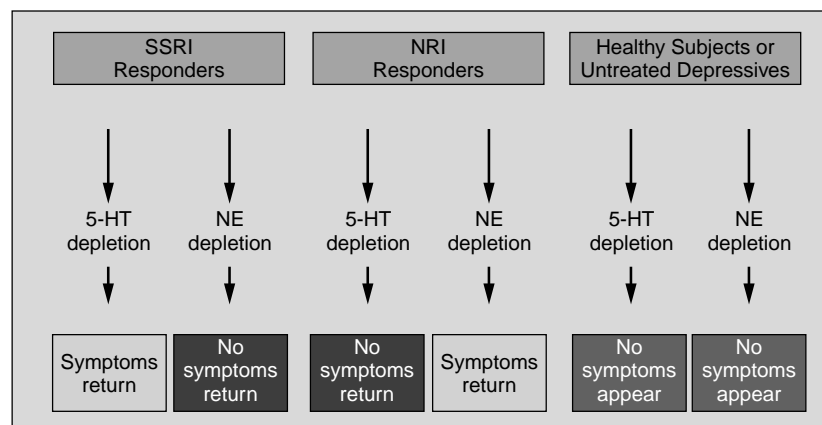 SSRI
Responders
NRI
Responders
Healthy Subjects or
Untreated Depressives
5-HT
depletion
NE
depletion
5-HT
depletion
NE
depletion
5-HT
depletion
NE
depletion
Symptoms
return
No
symptoms
return
No
symptoms
return
Symptoms
return
No
symptoms
appear
No
symptoms
appear